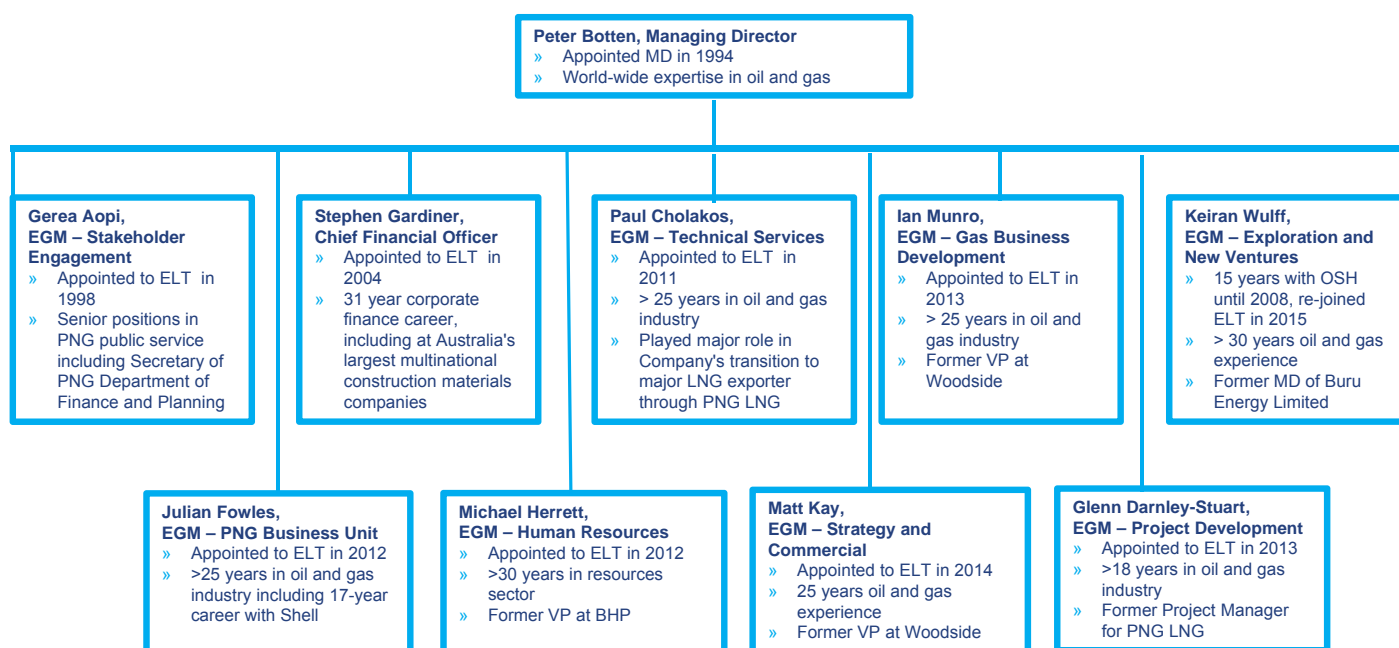 Peter Botten, Managing Director
» Appointed MD in 1994
» World-wide expertise in oil and gas
Gerea Aopi,
EGM – Stakeholder
Engagement
» Appointed to ELT in
1998
» Senior positions in
PNG public service
including Secretary of
PNG Department of
Finance and Planning
Stephen Gardiner,
Chief Financial Officer
» Appointed to ELT in
2004
» 31 year corporate
finance career,
including at Australia's
largest multinational
construction materials
companies
Paul Cholakos,
EGM – Technical Services
» Appointed to ELT in
2011
» > 25 years in oil and gas
industry
» Played major role in
Company's transition to
major LNG exporter
through PNG LNG
Ian Munro,
EGM – Gas Business
Development
» Appointed to ELT in
2013
» > 25 years in oil and
gas industry
» Former VP at
Woodside
Keiran Wulff,
EGM – Exploration and
New Ventures
» 15 years with OSH
until 2008, re-joined
ELT in 2015
» > 30 years oil and gas
experience
» Former MD of Buru
Energy Limited
Julian Fowles,
EGM – PNG Business Unit
» Appointed to ELT in 2012
» >25 years in oil and gas
industry including 17-year
career with Shell
Michael Herrett,
EGM – Human Resources
» Appointed to ELT in 2012
» >30 years in resources
sector
» Former VP at BHP
Matt Kay,
EGM – Strategy and
Commercial
» Appointed to ELT in 2014
» 25 years oil and gas
experience
» Former VP at Woodside
Glenn Darnley-Stuart,
EGM – Project Development
» Appointed to ELT in 2013
» >18 years in oil and gas
industry
» Former Project Manager
for PNG LNG